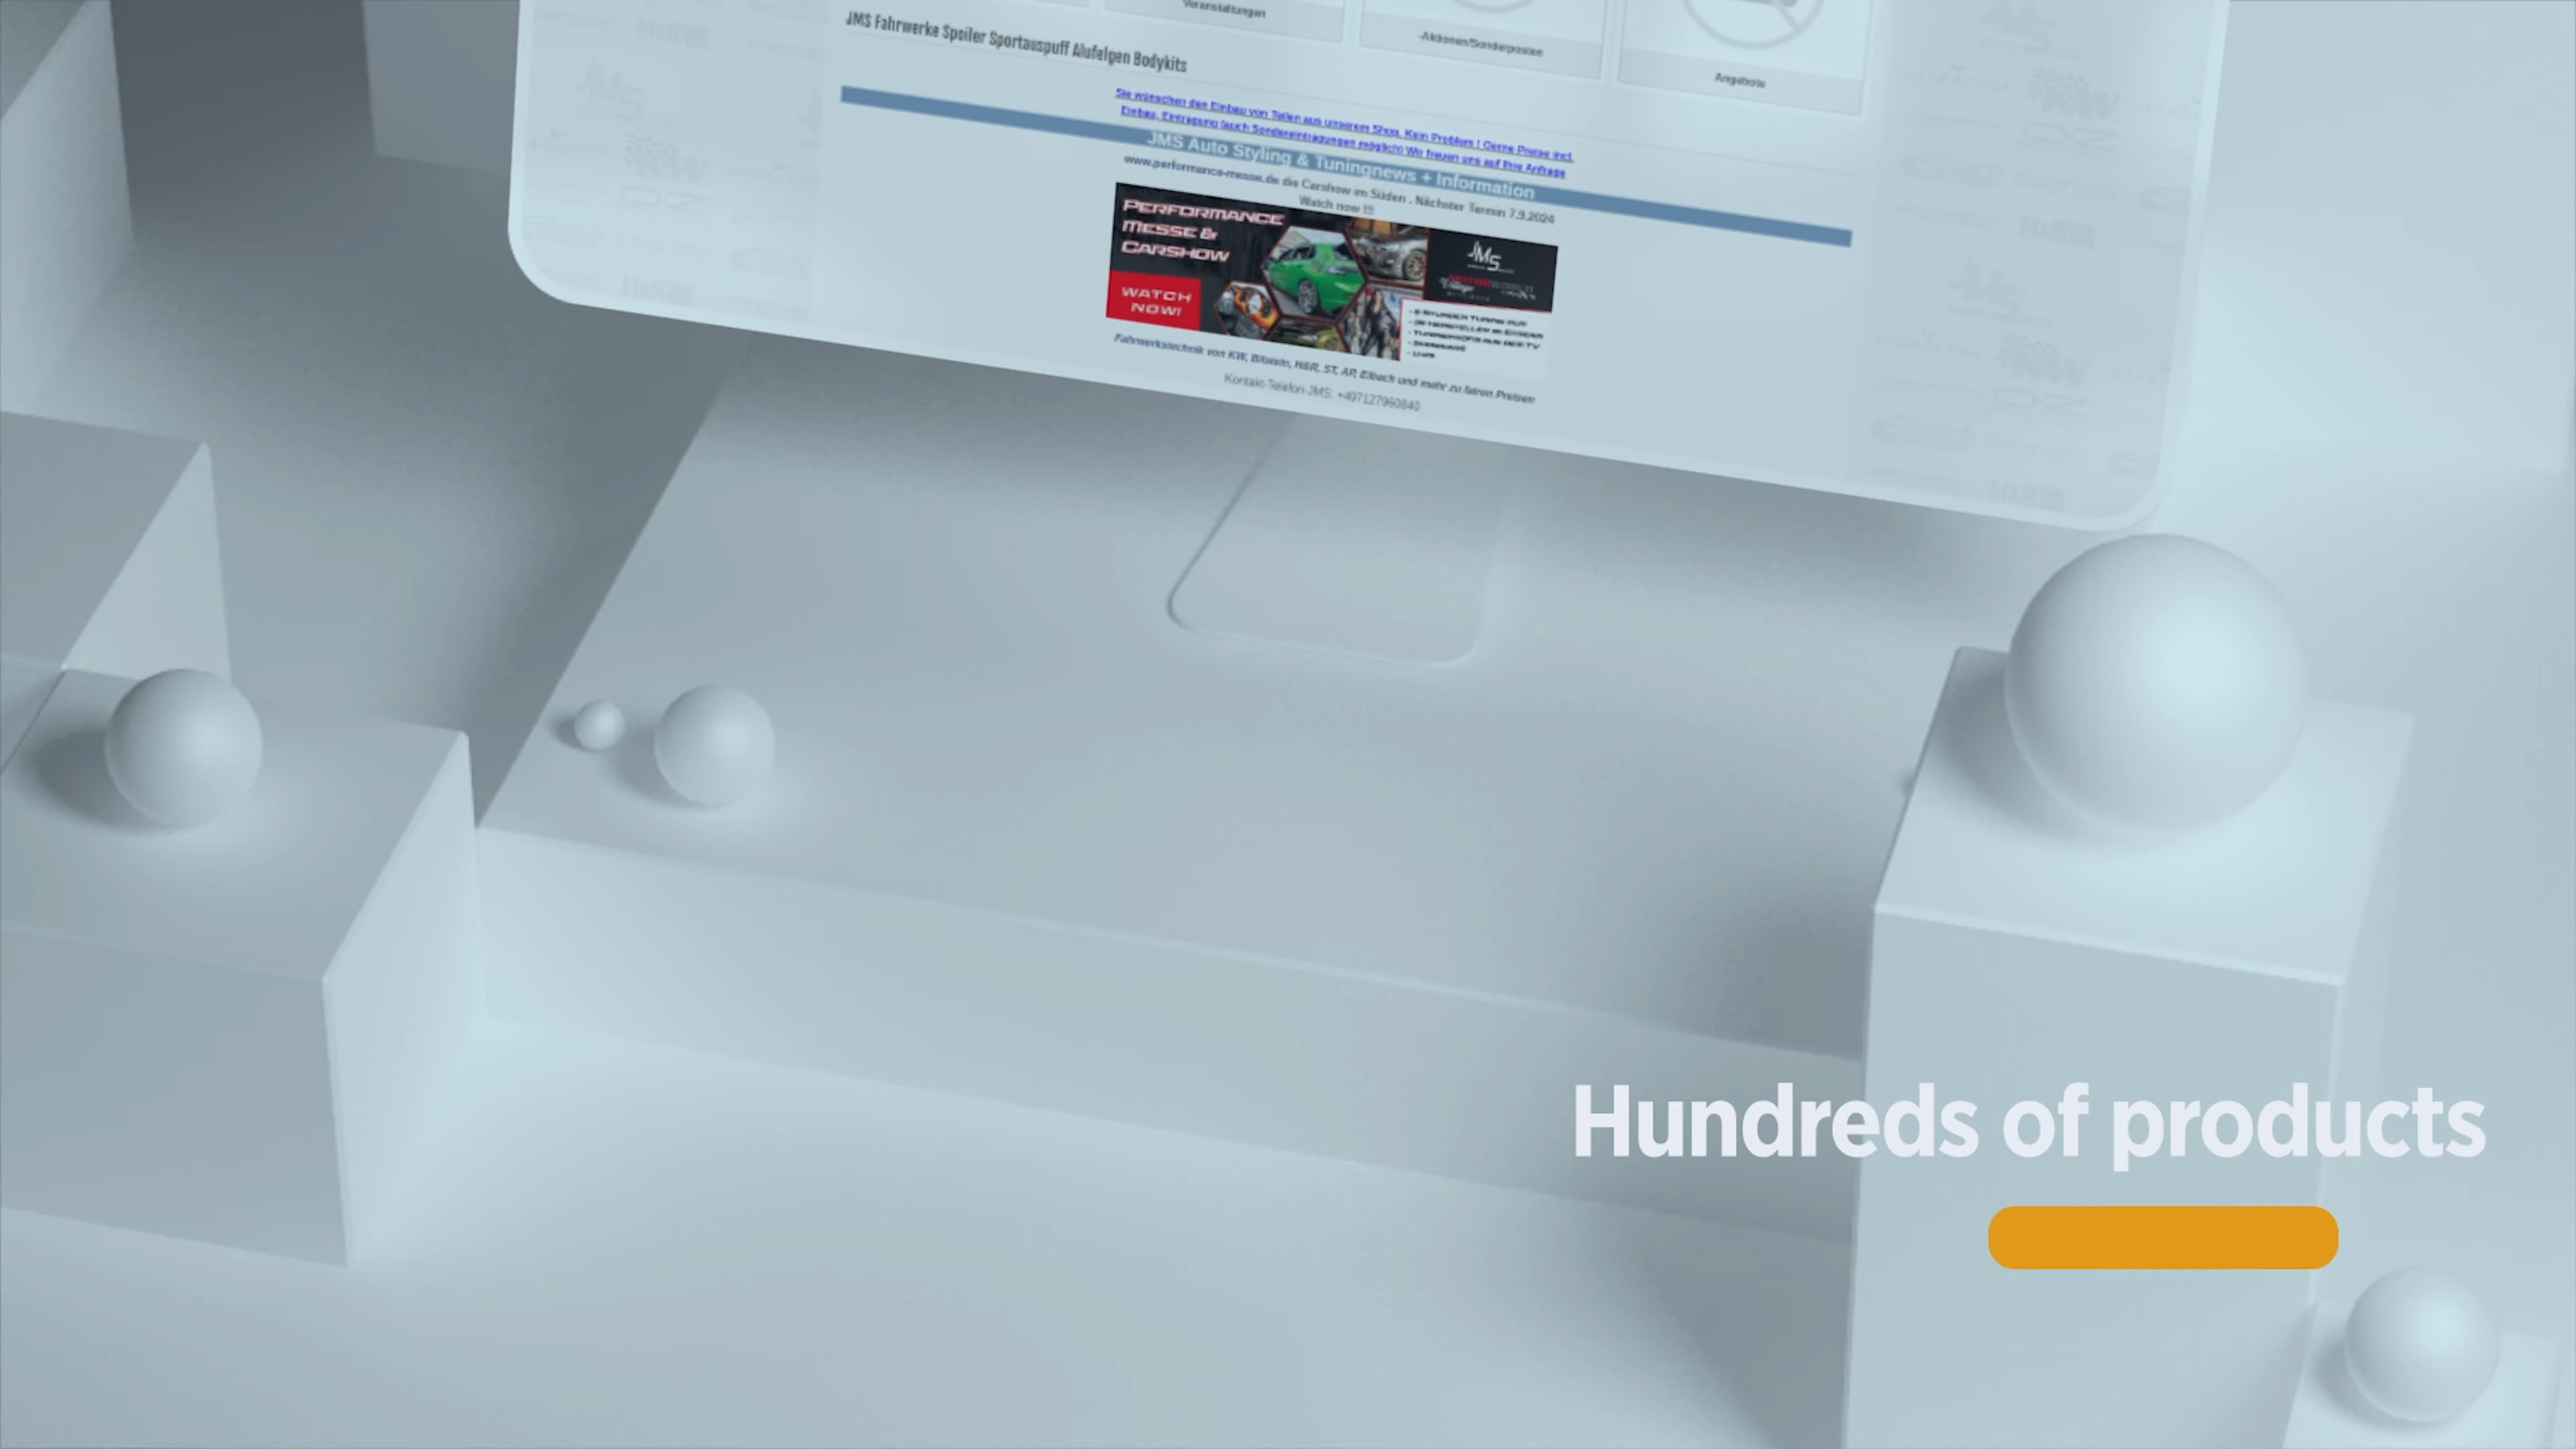 Veranstaltungen
-Aktionen/Sonderposten
Angebote
JMS Fahrwerke Spoiler Sportauspuff Alufelgen Bodykits
Sie wünschen den Einbau von Teilen aus unserem Shop. Kein Problem ! Gerne Preise incl.
Einbau, Eintragung (auch Sondereintragungen möglich) Wir freuen uns auf Ihre Anfrage
JMS Auto Styling & Tuningnews + Information
www.performance-messe.de die Carshow im Süden . Nächster Termin 7.9.2024
Watch now !!!
PERFORMANCE
MESSE &
CARSHOW
WATCH
NOW!
JMS
Fahrwerkstechnik von KW, Bilstein, H&R, ST, AP, Eibach und mehr zu fairen Preisen
Kontakt-Telefon-JMS: +497127960840
Hundreds of products